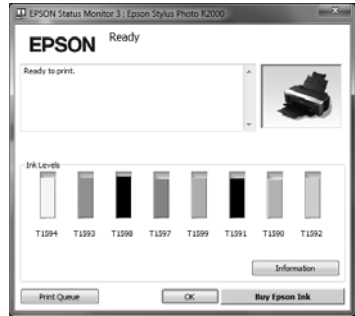 EPSON Status Monitor 3 : Epson Stylus Photo R2000
EPSON
Ready
Ready to print.
Ink Levels
T1594 T1593 T1598 T1597 T1599 T1591 T1590 T1592
Information
Print Queue OK Buy Epson Ink